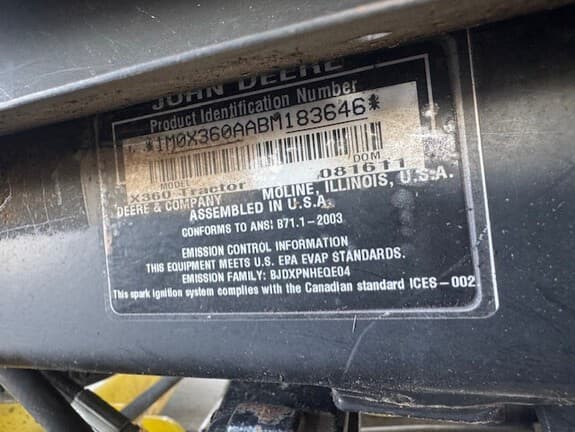 JOHN DEERE
Product Identification Number
*1M0X360AABM183646*
MODEL DOM
X360 Tractor 081611
DEERE & COMPANY MOLINE, ILLINOIS, U.S.A.
ASSEMBLED IN U.S.A.
CONFORMS TO ANSI B71.1-2003
EMISSION CONTROL INFORMATION
THIS EQUIPMENT MEETS U.S. EPA EVAP STANDARDS.
EMISSION FAMILY: BJDXPNHEQE04
This spark ignition system complies with the Canadian standard ICES-002